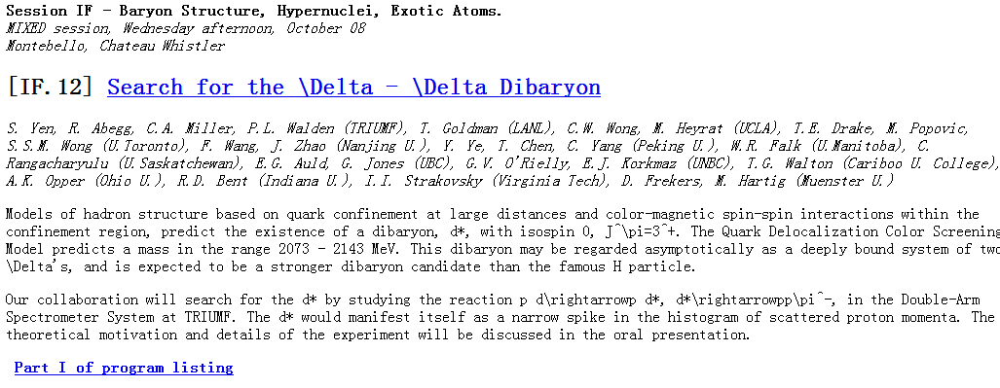 Session IF - Baryon Structure, Hypernuclei, Exotic Atoms.
MIXED session, Wednesday afternoon, October 08
Montebello, Chateau Whistler
[IF.12] Search for the \Delta - \Delta Dibaryon
S. Yen, R. Abegg, C.A. Miller, P.L. Walden (TRIUMF), T. Goldman (LANL), C.W. Wong, M. Heyrat (UCLA), T.E. Drake, M. Popovic,
S.S.M. Wong (U.Toronto), F. Wang, J. Zhao (Nanjing U.), Y. Ye, T. Chen, C. Yang (Peking U.), W.R. Falk (U.Manitoba), C.
Rangacharyulu (U.Saskatchewan), E.G. Auld, G. Jones (UBC), G.V. O'Rielly, E.J. Korkmaz (UNBC), T.G. Walton (Cariboo U. College),
A.K. Opper (Ohio U.), R.D. Bent (Indiana U.), I.I. Strakovsky (Virginia Tech), D. Frekers, M. Hartig (Muenster U.)
Models of hadron structure based on quark confinement at large distances and color-magnetic spin-spin interactions within the
confinement region, predict the existence of a dibaryon, d*, with isospin 0, J^\pi=3^+. The Quark Delocalization Color Screening
Model predicts a mass in the range 2073 - 2143 MeV. This dibaryon may be regarded asymptotically as a deeply bound system of two
\Delta's, and is expected to be a stronger dibaryon candidate than the famous H particle.
Our collaboration will search for the d* by studying the reaction p d\rightarrowp d*, d*\rightarrowpp\pi^-, in the Double-Arm
Spectrometer System at TRIUMF. The d* would manifest itself as a narrow spike in the histogram of scattered proton momenta. The
theoretical motivation and details of the experiment will be discussed in the oral presentation.
Part I of program listing